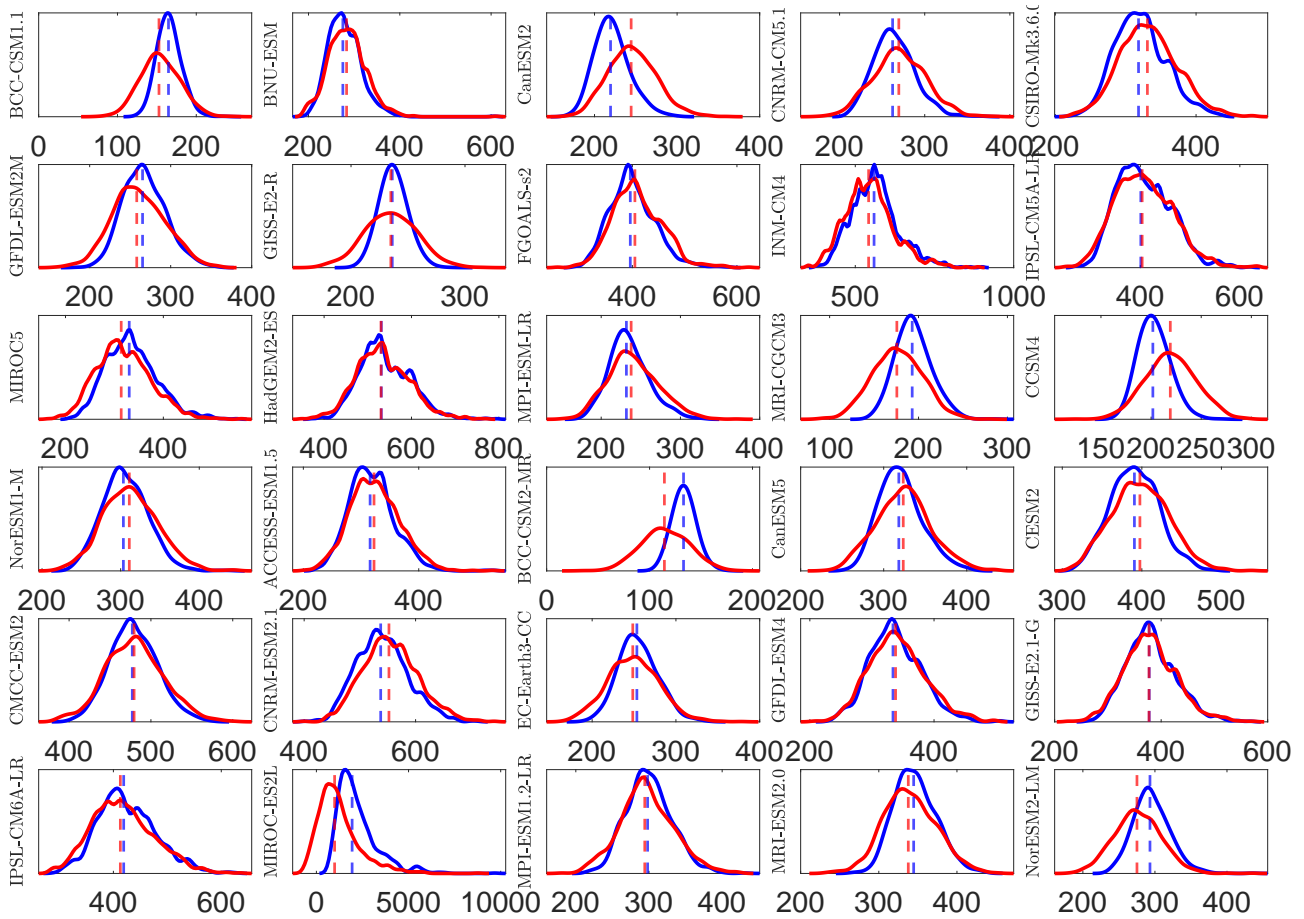 BCC-CSM1.1
0 100 200
BNU-ESM
200 400 600
CanESM2
200 300 400
CNRM-CM5.1
200 300 400
CSIRO-Mk3.6.0
200 400
GFDL-ESM2M
200 300 400
GISS-E2-R
200 300
FGOALS-s2
400 600
INM-CM4
500 1000
IPSL-CM5A-LR
400 600
MIROC5
200 400
HadGEM2-ES
400 600 800
MPI-ESM-LR
200 300 400
MRI-CGCM3
100 200 300
CCSM4
150 200 250 300
NorESM1-M
200 300 400
ACCESS-ESM1.5
200 400
BCC-CSM2-MR
0 100 200
CanESM5
200 300 400
CESM2
300 400 500
CMCC-ESM2
400 500 600
CNRM-ESM2.1
400 600
EC-Earth3-CC
200 300 400
GFDL-ESM4
200 400
GISS-E2.1-G
200 400 600
IPSL-CM6A-LR
400 600
MIROC-ES2L
0 5000 10000
MPI-ESM1.2-LR
200 300 400
MRI-ESM2.0
200 300 400
NorESM2-LM
200 300 400